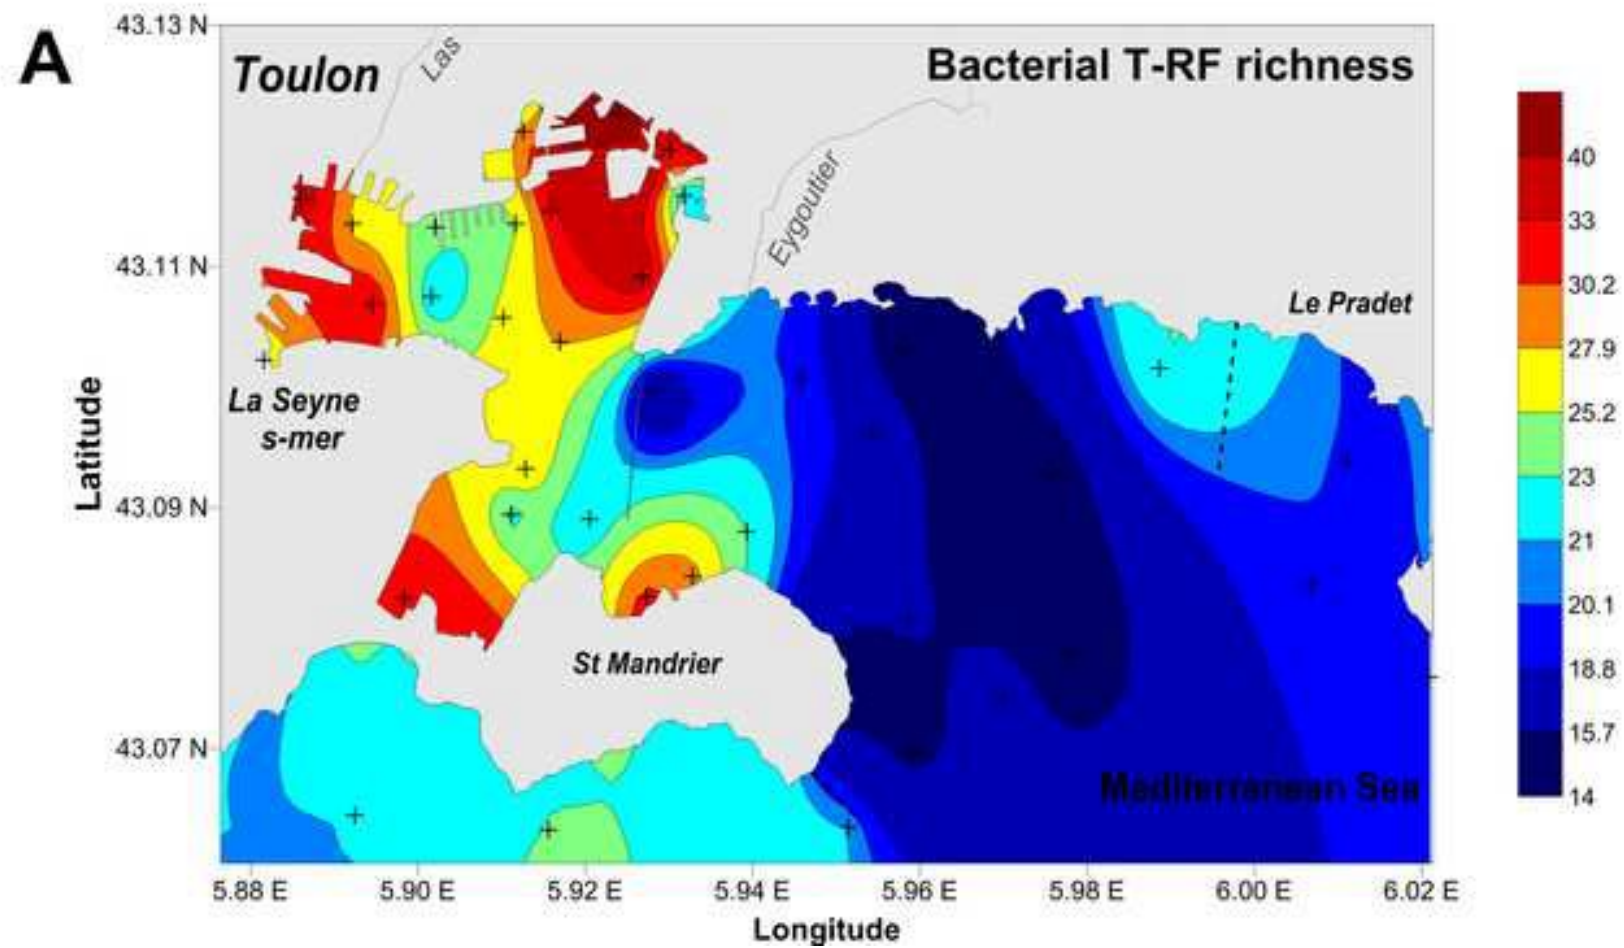 A
43.13 N
Toulon
Las
Bacterial T-RF richness
Eygoutier
40
33
43.11 N
30.2
Le Pradet
27.9
La Seyne
s-mer
25.2
Latitude
23
43.09 N
21
20.1
St Mandrier
18.8
15.7
43.07 N
Mediterranean Sea
14
5.88 E
5.90 E
5.92 E
5.94 E
5.96 E
5.98 E
6.00 E
6.02 E
Longitude